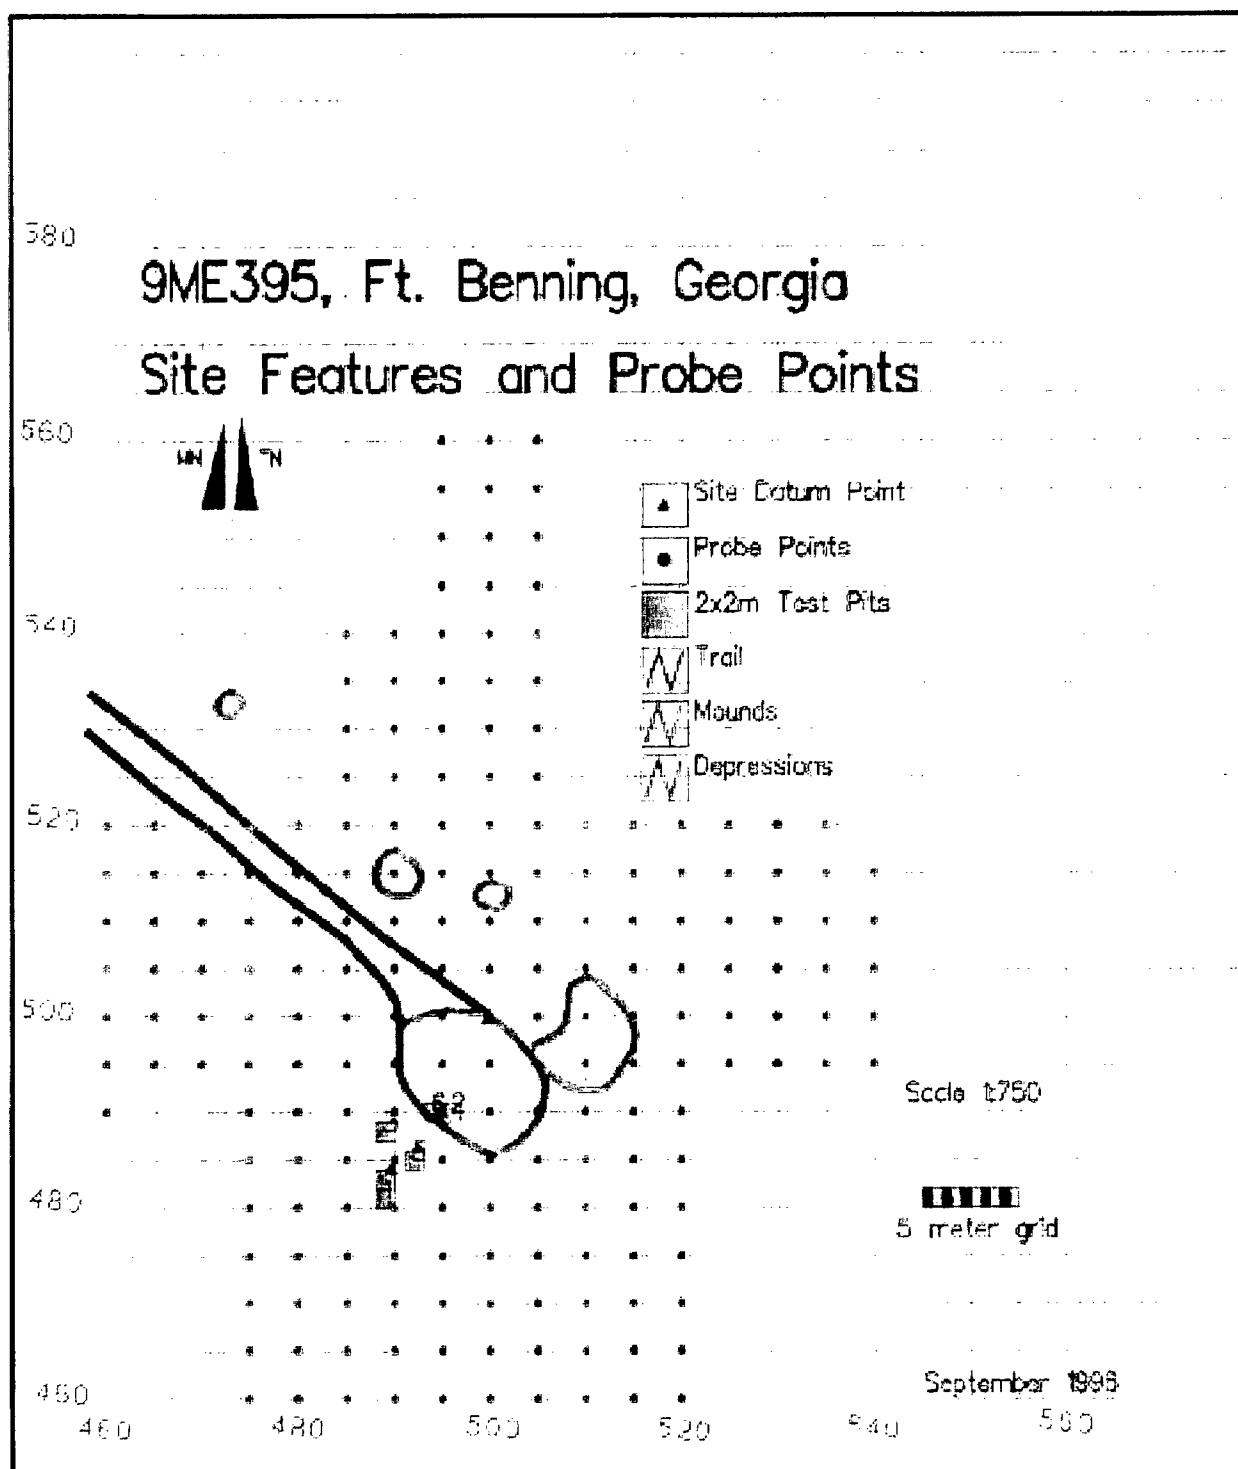 580
9ME395, Ft. Benning, Georgia
Site Features and Probe Points
560
MN TN
Site Datum Point
Probe Points
2x2m Test Pits
Trail
Mounds
Depressions
540
520
500
Scale 1:750
480
5 meter grid
September
460
460 480 500 520 540 560